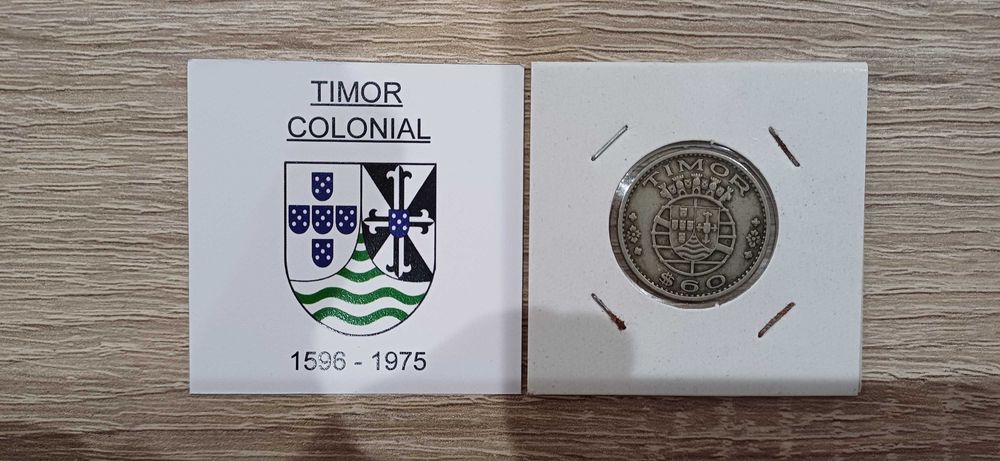 TIMOR
COLONIAL
1596 - 1975
TIMOR
$60